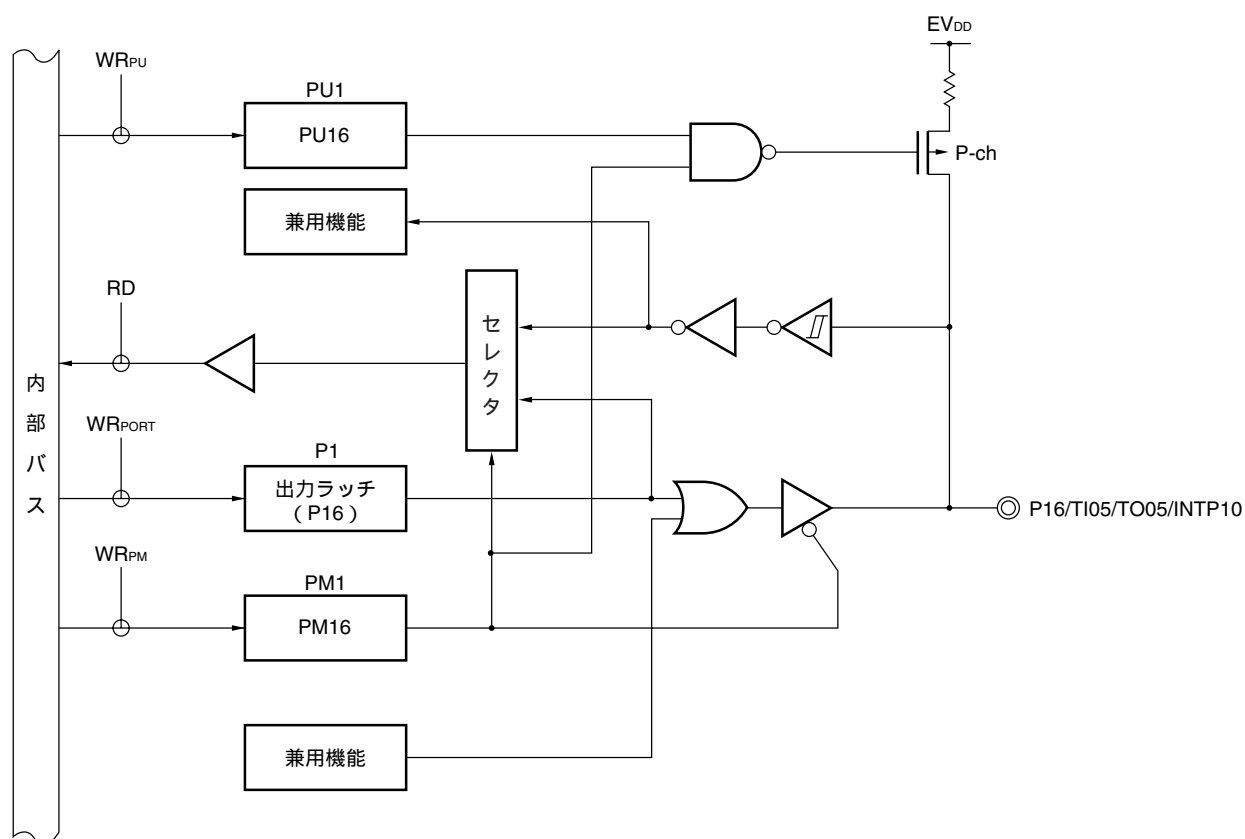 EVDD
WRPU
PU1
PU16
P-ch
兼用機能
RD
セレクタ
内部バス
WRPORT
P1
出力ラッチ
(P16)
P16/TI05/TO05/INTP10
WRPM
PM1
PM16
兼用機能